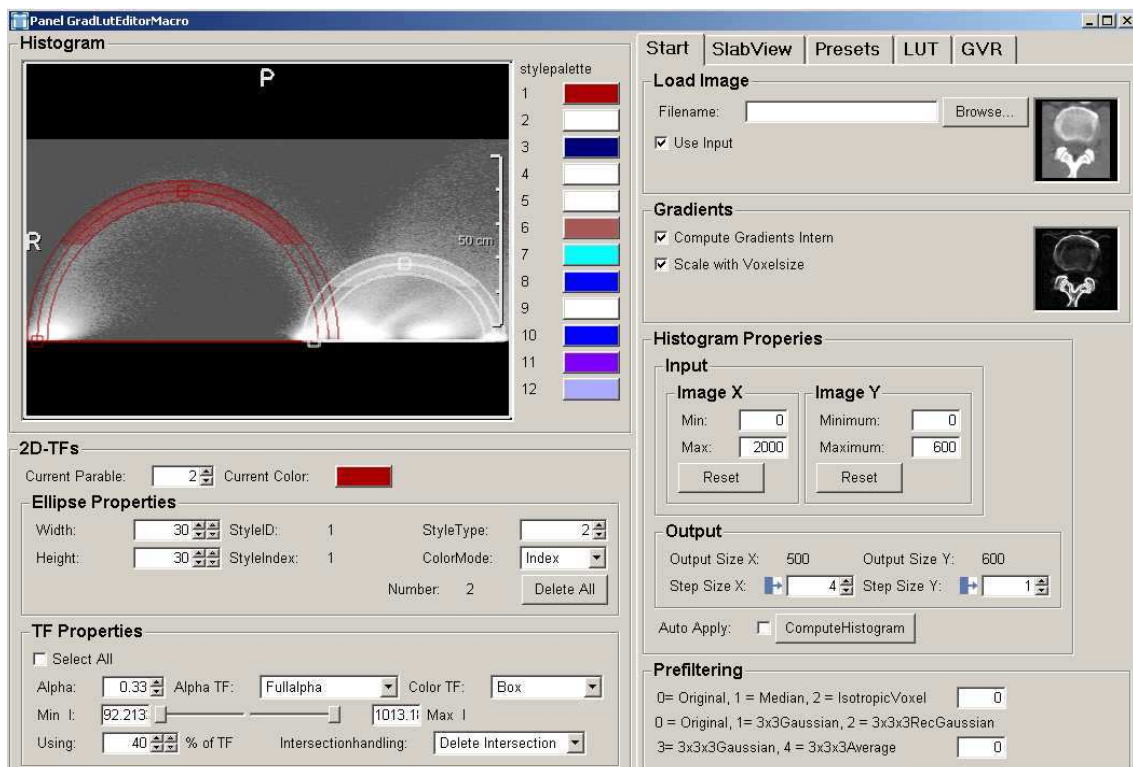 Panel GradLutEditorMacro
Histogram
P
R
50 cm
stylepalette
1
2
3
4
5
6
7
8
9
10
11
12
2D-TFs
Current Parable: 2 Current Color:
Ellipse Properties
Width: 30 StyleID: 1 StyleType: 2
Height: 30 StyleIndex: 1 ColorMode: Index
Number: 2 Delete All
TF Properties
Select All
Alpha: 0.33 Alpha TF: Fullalpha Color TF: Box
Min I: 92.213 1013.1 Max I
Using: 40 % of TF Intersectionhandling: Delete Intersection
Start SlabView Presets LUT GVR
Load Image
Filename: Browse...
Use Input
Gradients
Compute Gradients Intern
Scale with Voxelsize
Histogram Properies
Input
Image X Image Y
Min: 0 Minimum: 0
Max: 2000 Maximum: 600
Reset Reset
Output
Output Size X: 500 Output Size Y: 600
Step Size X: 4 Step Size Y: 1
Auto Apply: ComputeHistogram
Prefiltering
0= Original, 1 = Median, 2 = IsotropicVoxel 0
0 = Original, 1= 3x3Gaussian, 2 = 3x3x3RecGaussian
3= 3x3x3Gaussian, 4 = 3x3x3Average 0